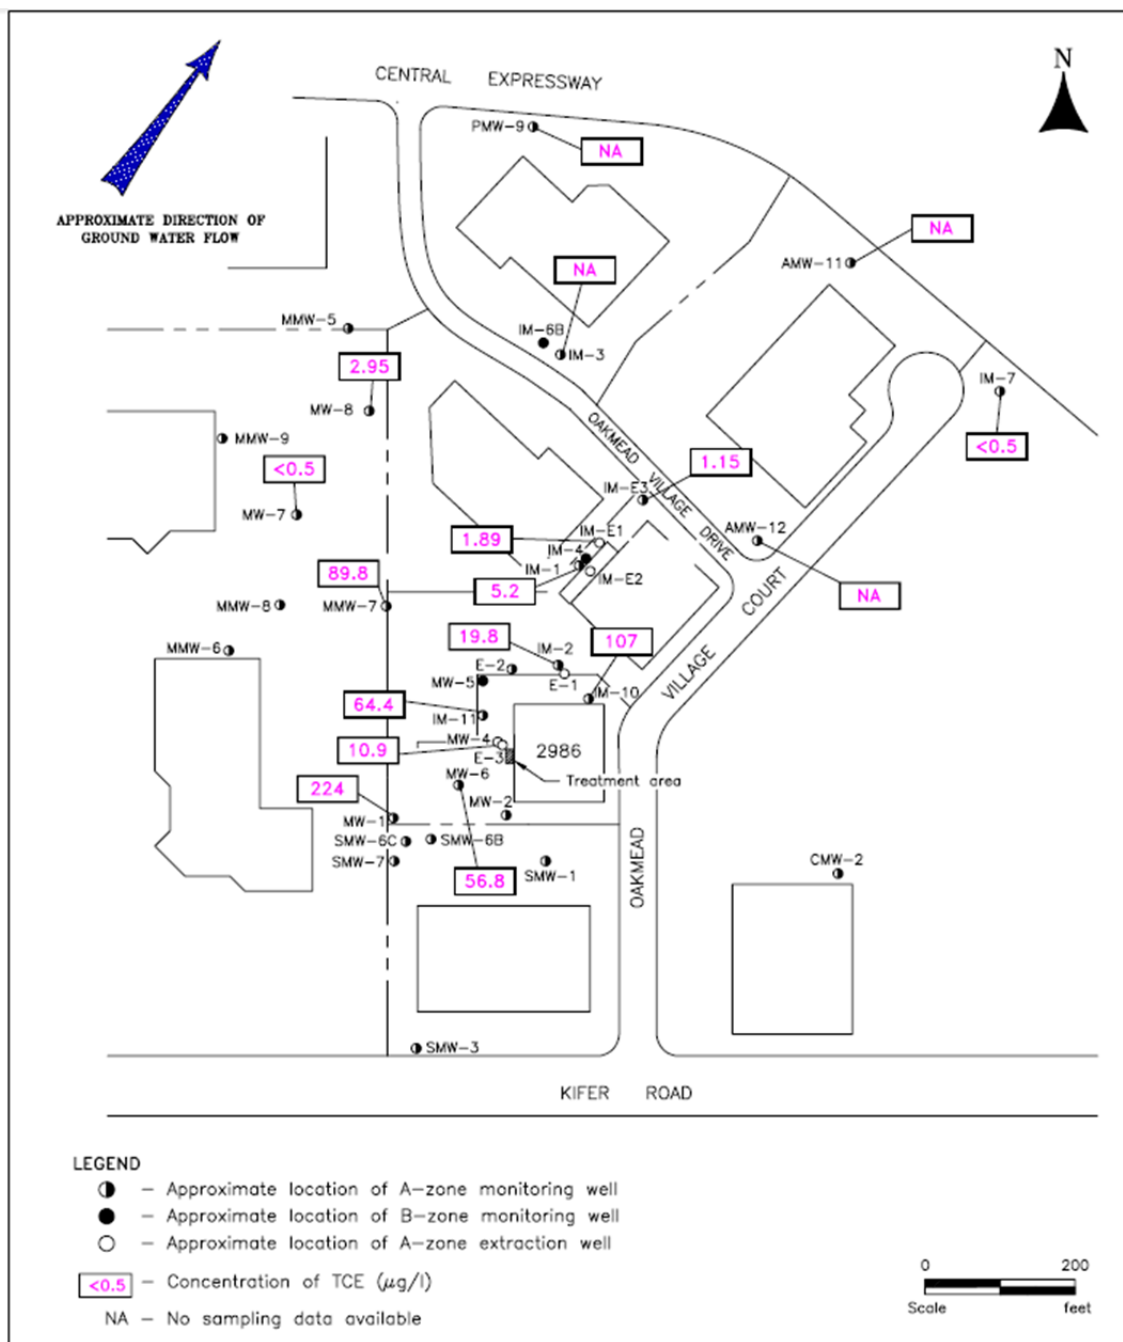 CENTRAL EXPRESSWAY
N
PMW-9
NA
APPROXIMATE DIRECTION OF
GROUND WATER FLOW
NA
AMW-11
NA
MMW-5
IM-6B
IM-3
2.95
MW-8
IM-7
MMW-9
<0.5
OAKMEAD VILLAGE DRIVE
<0.5
1.15
IM-E3
MW-7
AMW-12
1.89
IM-E1
IM-4
IM-1
IM-E2
89.8
5.2
NA
MMW-8
MMW-7
19.8
IM-2
107
MMW-6
E-2
MW-5
E-1
IM-10
OAKMEAD VILLAGE COURT
64.4
IM-11
MW-4
10.9
E-3
2986
Treatment area
MW-6
224
MW-2
MW-1
SMW-6C
SMW-6B
SMW-7
SMW-1
56.8
CMW-2
SMW-3
KIFER ROAD
LEGEND
– Approximate location of A-zone monitoring well
– Approximate location of B-zone monitoring well
– Approximate location of A-zone extraction well
<0.5 – Concentration of TCE (µg/l)
NA – No sampling data available
0 200
Scale feet